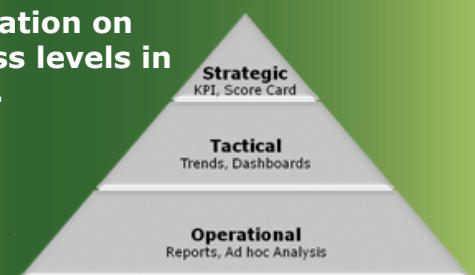 ation on
ss levels in
Strategic
KPI, Score Card
Tactical
Trends, Dashboards
Operational
Reports, Ad hoc Analysis